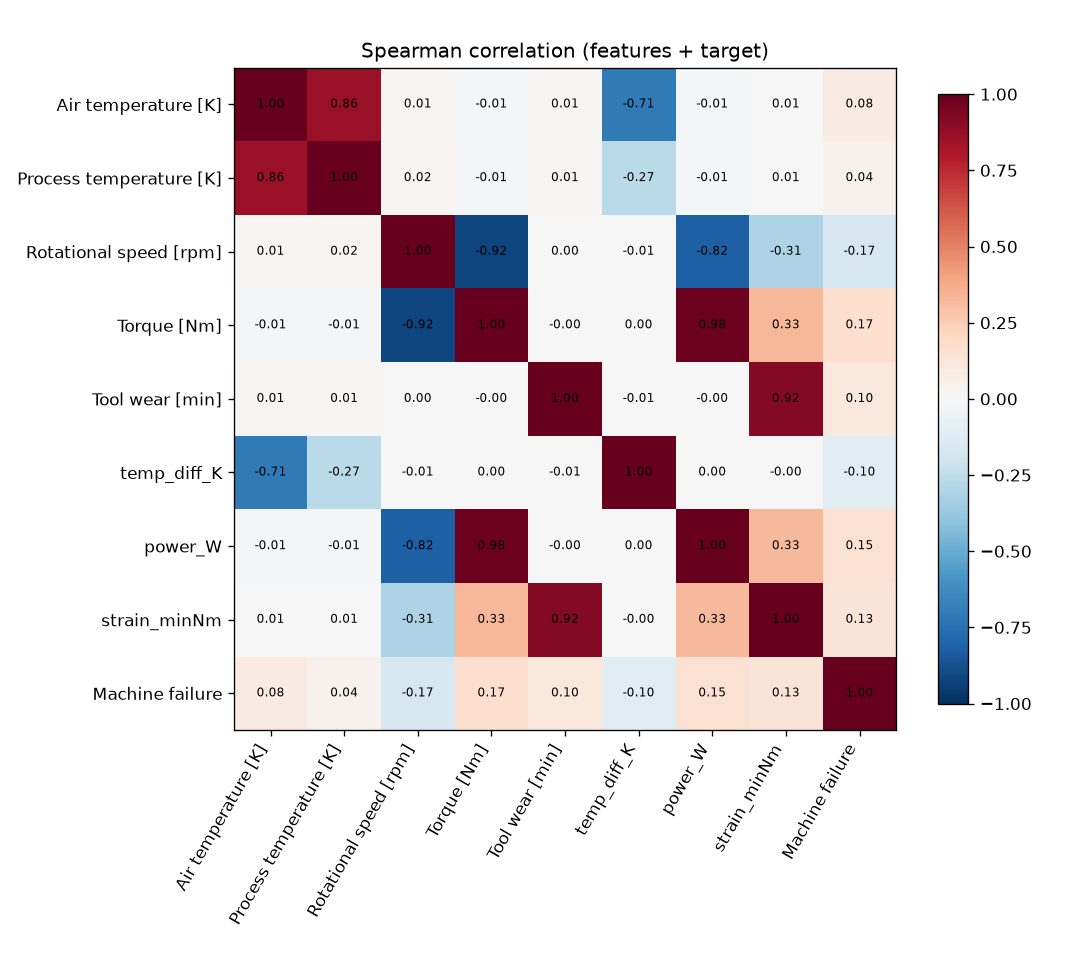 Spearman correlation (features + target)
Air temperature [K] 1.00 0.86 0.01 -0.01 0.01 -0.71 -0.01 0.01 0.08
Process temperature [K] 0.86 1.00 0.02 -0.01 0.01 -0.27 -0.01 0.01 0.04
Rotational speed [rpm] 0.01 0.02 1.00 -0.92 0.00 -0.01 -0.82 -0.31 -0.17
Torque [Nm] -0.01 -0.01 -0.92 1.00 -0.00 0.00 0.98 0.33 0.17
Tool wear [min] 0.01 0.01 0.00 -0.00 1.00 -0.01 -0.00 0.92 0.10
temp_diff_K -0.71 -0.27 -0.01 0.00 -0.01 1.00 0.00 -0.00 -0.10
power_W -0.01 -0.01 -0.82 0.98 -0.00 0.00 1.00 0.33 0.15
strain_minNm 0.01 0.01 -0.31 0.33 0.92 -0.00 0.33 1.00 0.13
Machine failure 0.08 0.04 -0.17 0.17 0.10 -0.10 0.15 0.13 1.00
Air temperature [K]
Process temperature [K]
Rotational speed [rpm]
Torque [Nm]
Tool wear [min]
temp_diff_K
power_W
strain_minNm
Machine failure
1.00
0.75
0.50
0.25
0.00
−0.25
−0.50
−0.75
−1.00